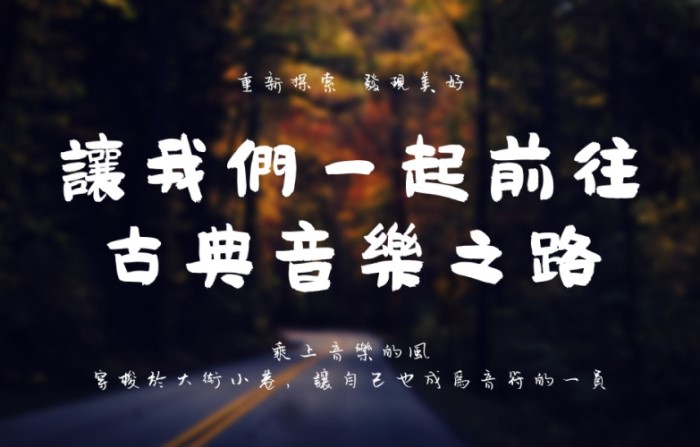 重新探索 發現美好
讓我們一起前往
古典音樂之路
乘上音樂的風
穿梭於大街小巷，讓自己也成為音符的一員